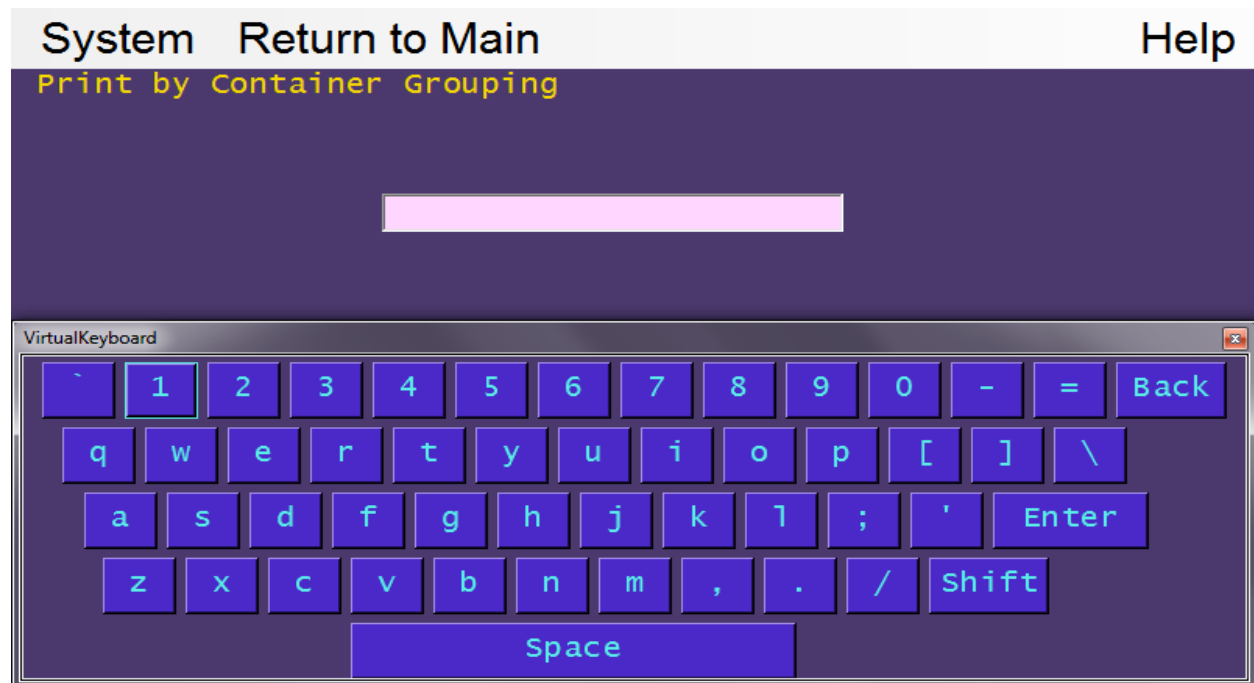 System Return to Main Help
Print by Container Grouping
VirtualKeyboard
` 1 2 3 4 5 6 7 8 9 0 - = Back
q w e r t y u i o p [ ] \
a s d f g h j k l ; ' Enter
z x c v b n m , . / Shift
Space